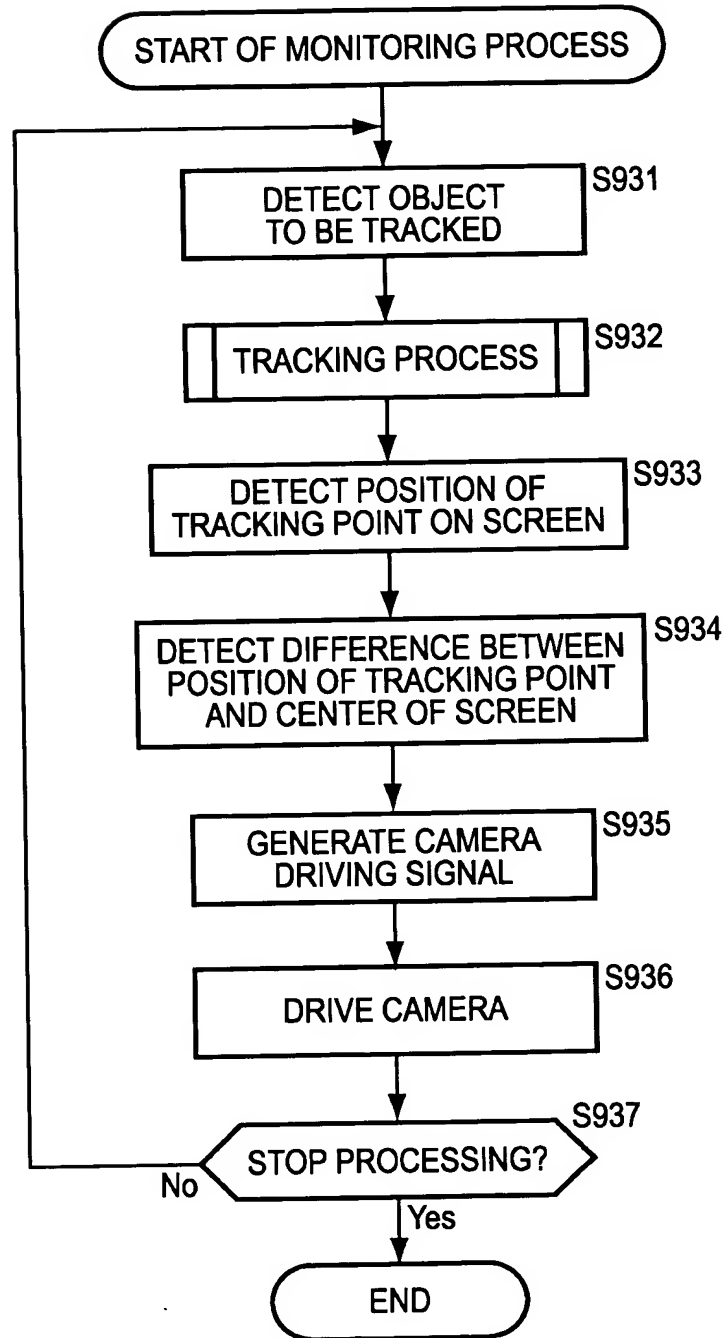 START OF MONITORING PROCESS
S931
DETECT OBJECT
TO BE TRACKED
S932
TRACKING PROCESS
S933
DETECT POSITION OF
TRACKING POINT ON SCREEN
S934
DETECT DIFFERENCE BETWEEN
POSITION OF TRACKING POINT
AND CENTER OF SCREEN
S935
GENERATE CAMERA
DRIVING SIGNAL
S936
DRIVE CAMERA
S937
STOP PROCESSING?
No
Yes
END